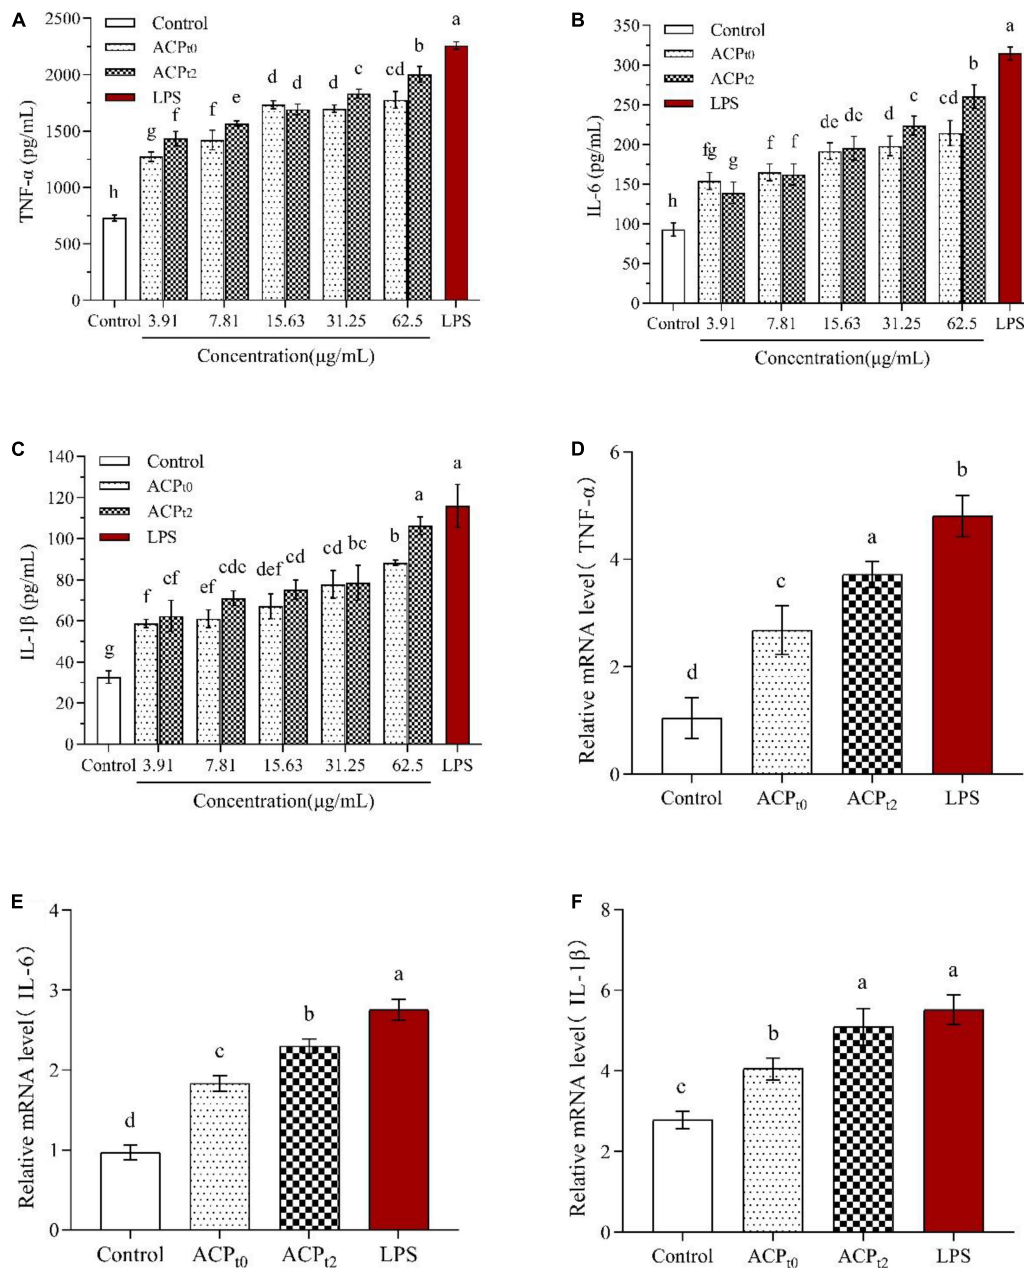 A
2500
2000
1500
1000
500
0
TNF-α (pg/mL)
Control
ACPt0
ACPt2
LPS
h
g f
f e
d d
d c
cd b
a
Control 3.91 7.81 15.63 31.25 62.5 LPS
Concentration(μg/mL)
B
350
300
250
200
150
100
50
0
IL-6 (pg/mL)
Control
ACPt0
ACPt2
LPS
h
fg g
f f
de de
d c
cd b
a
Control 3.91 7.81 15.63 31.25 62.5 LPS
Concentration(μg/mL)
C
140
120
100
80
60
40
20
0
IL-1β (pg/mL)
Control
ACPt0
ACPt2
LPS
g
f ef
ef cde
def cd
cd bc
b a
a
Control 3.91 7.81 15.63 31.25 62.5 LPS
Concentration(μg/mL)
D
6
4
2
0
Relative mRNA level( TNF-α)
d
c
a
b
Control ACPt0 ACPt2 LPS
E
4
3
2
1
0
Relative mRNA level( IL-6)
d
c
b
a
Control ACPt0 ACPt2 LPS
F
8
6
4
2
0
Relative mRNA level( IL-1β)
c
b
a
a
Control ACPt0 ACPt2 LPS